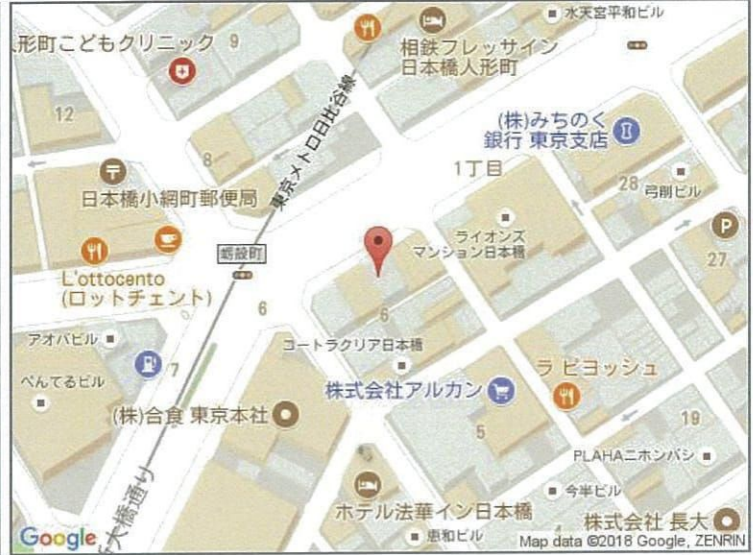 水天宮平和ビル
形町こどもクリニック
9
相鉄フレッサイン
日本橋人形町
12
8
東京メトロ日比谷線
(株)みちのく
銀行 東京支店
1丁目
28
弓削ビル
日本橋小網町郵便局
蛎殻町
ライオンズ
マンション日本橋
P
27
L'ottocento
(ロットチェント)
6
6
アオバビル
コートラクリア日本橋
7
ぺんてるビル
株式会社アルカン
ラ ピヨッシュ
(株)合食 東京本社
5
19
PLAHAニホンバシ
大橋通り
今半ビル
ホテル法華イン日本橋
恵和ビル
株式会社 長大
Google
Map data ©2018 Google, ZENRIN